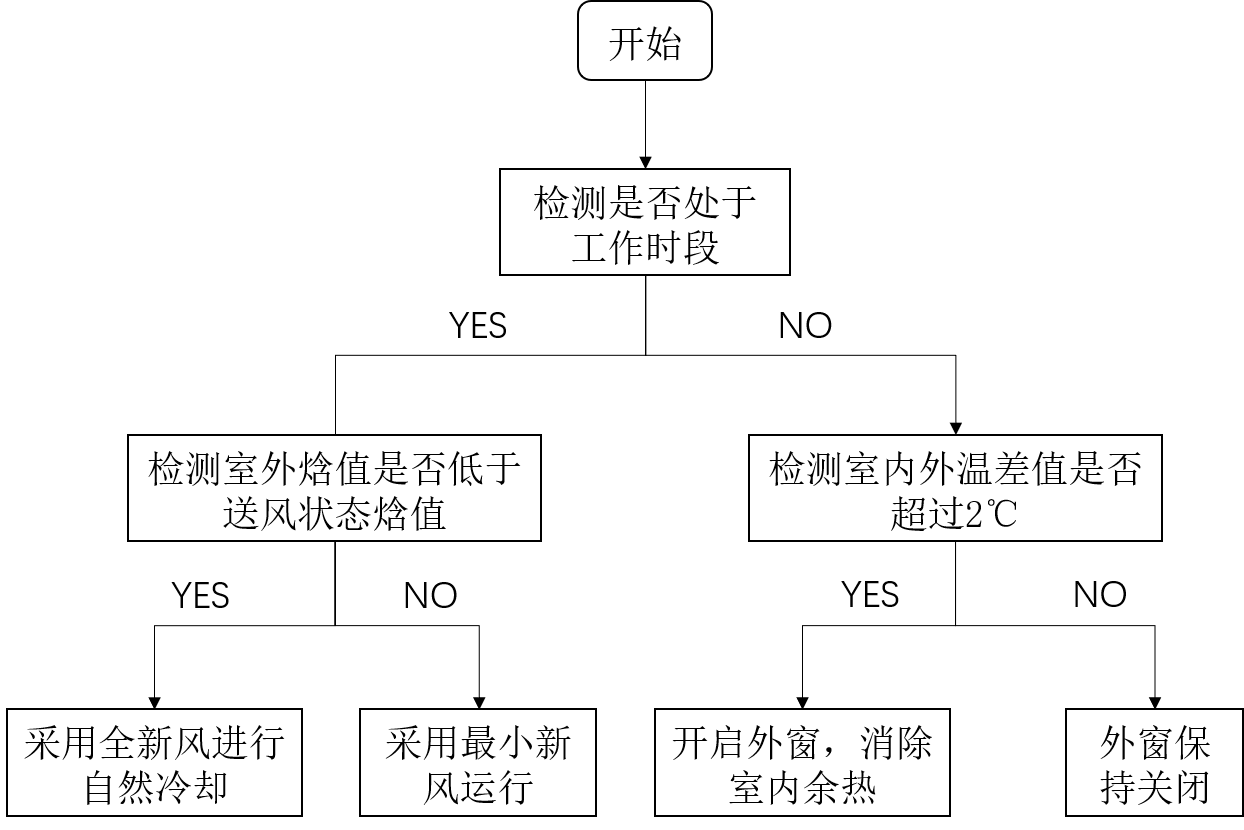 开始
检测是否处于
工作时段
YES
NO
检测室外焓值是否低于
送风状态焓值
检测室内外温差值是否
超过2℃
YES
NO
YES
NO
采用全新风进行
自然冷却
采用最小新
风运行
开启外窗，消除
室内余热
外窗保
持关闭